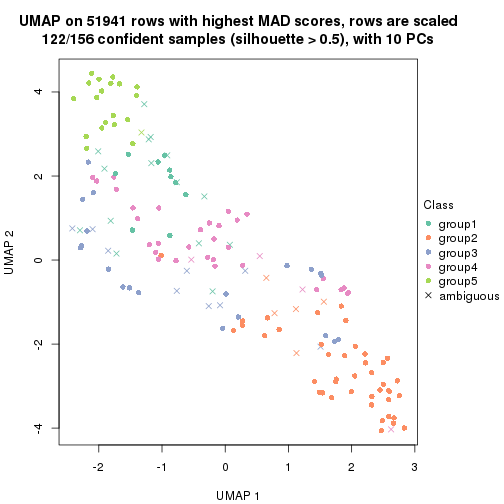 UMAP on 51941 rows with highest MAD scores, rows are scaled
122/156 confident samples (silhouette > 0.5), with 10 PCs
4
2
0
-2
-4
UMAP 2
-2
-1
0
1
2
3
UMAP 1
Class
group1
group2
group3
group4
group5
ambiguous